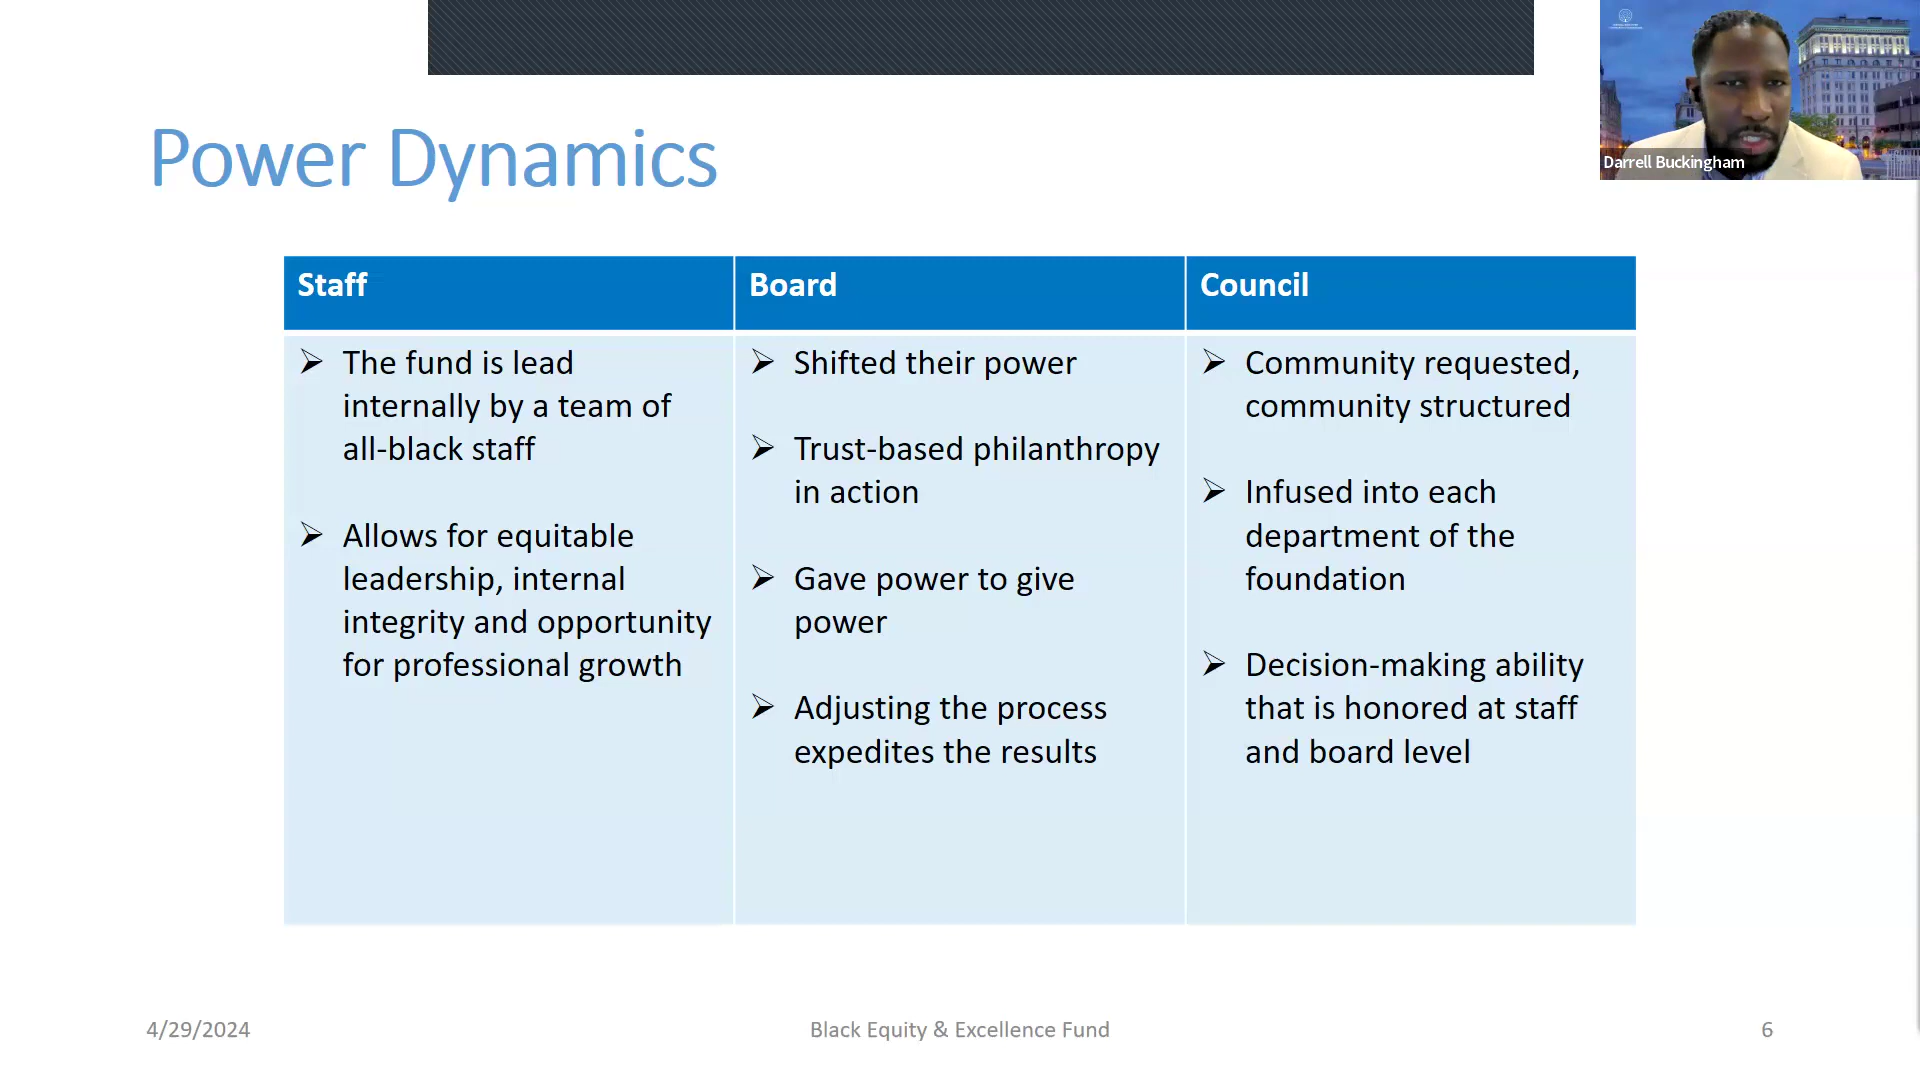 Darrell Buckingham
Power Dynamics
Staff
The fund is lead
internally by a team of
all-black staff
Allows for equitable
leadership, internal
integrity and opportunity
for professional growth
Board
Shifted their power
Trust-based philanthropy
in action
Gave power to give
power
Adjusting the process
expedites the results
Council
Community requested,
community structured
Infused into each
department of the
foundation
Decision-making ability
that is honored at staff
and board level
4/29/2024
Black Equity & Excellence Fund
6